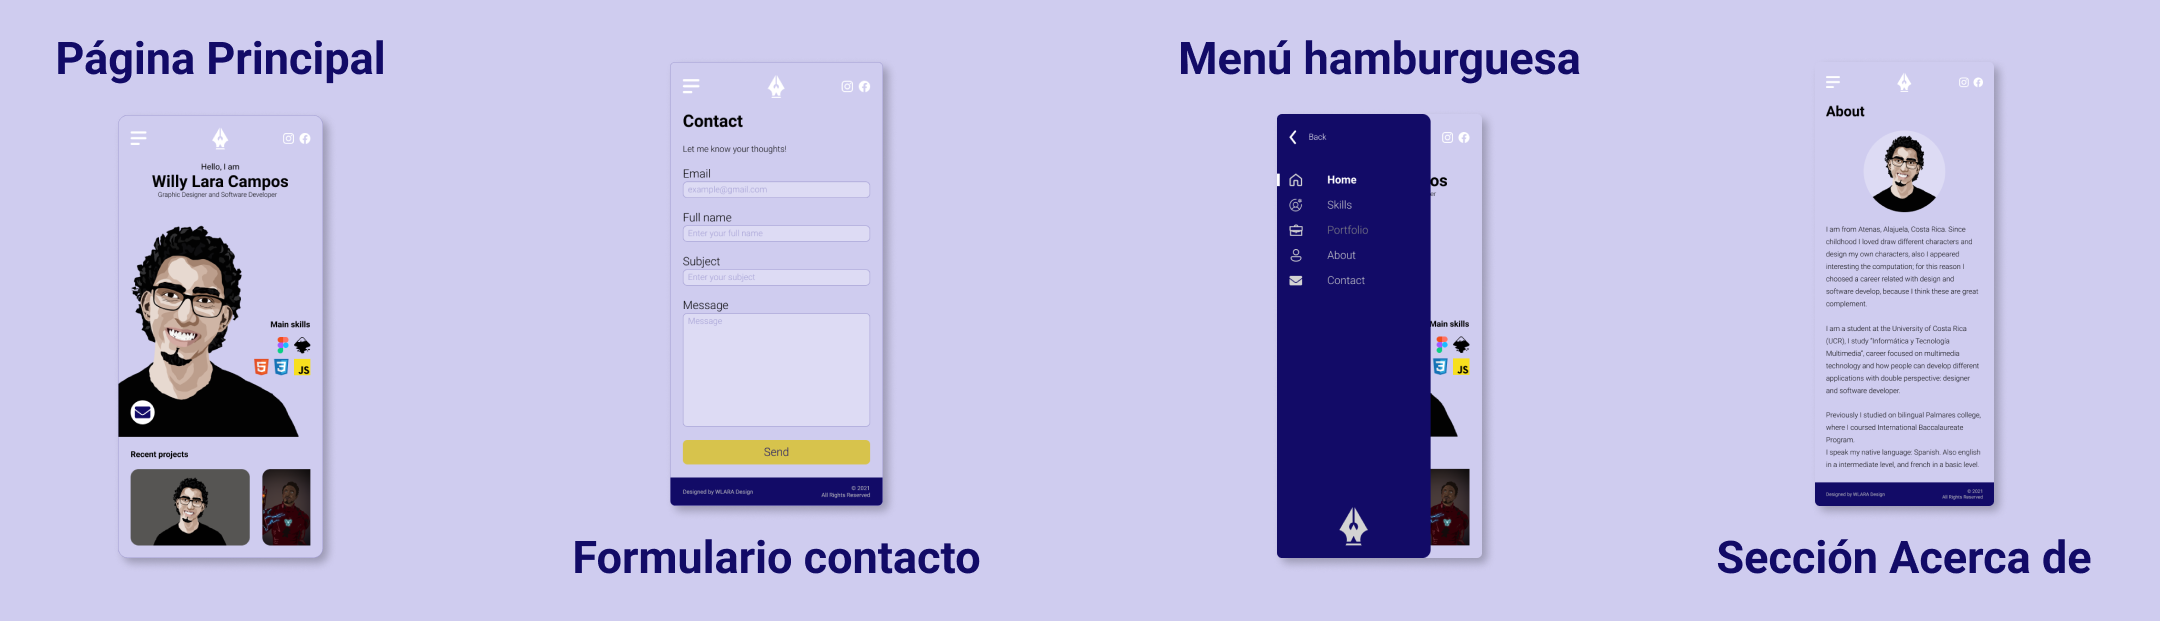 Página Principal
Hello, I am
Willy Lara Campos
Graphic Designer and Software Developer
Main skills
5
3
JS
Recent projects
Contact
Let me know your thoughts!
Email
example@gmail.com
Full name
Enter your full name
Subject
Enter your subject
Message
Message
Send
Designed by WLARA Design
© 2021
All Rights Reserved
Formulario contacto
Menú hamburguesa
Back
Home
Skills
Portfolio
About
Contact
os
er
Main skills
3
JS
About
I am from Atenas, Alajuela, Costa Rica. Since
childhood I loved draw different characters and
design my own characters, also I appeared
interesting the computation; for this reason I
choosed a career related with design and
software develop, because I think these are great
complement.
I am a student at the University of Costa Rica
(UCR), I study "Informática y Tecnología
Multimedia", career focused on multimedia
technology and how people can develop different
applications with double perspective: designer
and software developer.
Previously I studied on bilingual Palmares college,
where I coursed International Baccalaureate
Program.
I speak my native language: Spanish. Also english
in a intermediate level, and french in a basic level.
Designed by WLARA Design
© 2021
All Rights Reserved
Sección Acerca de